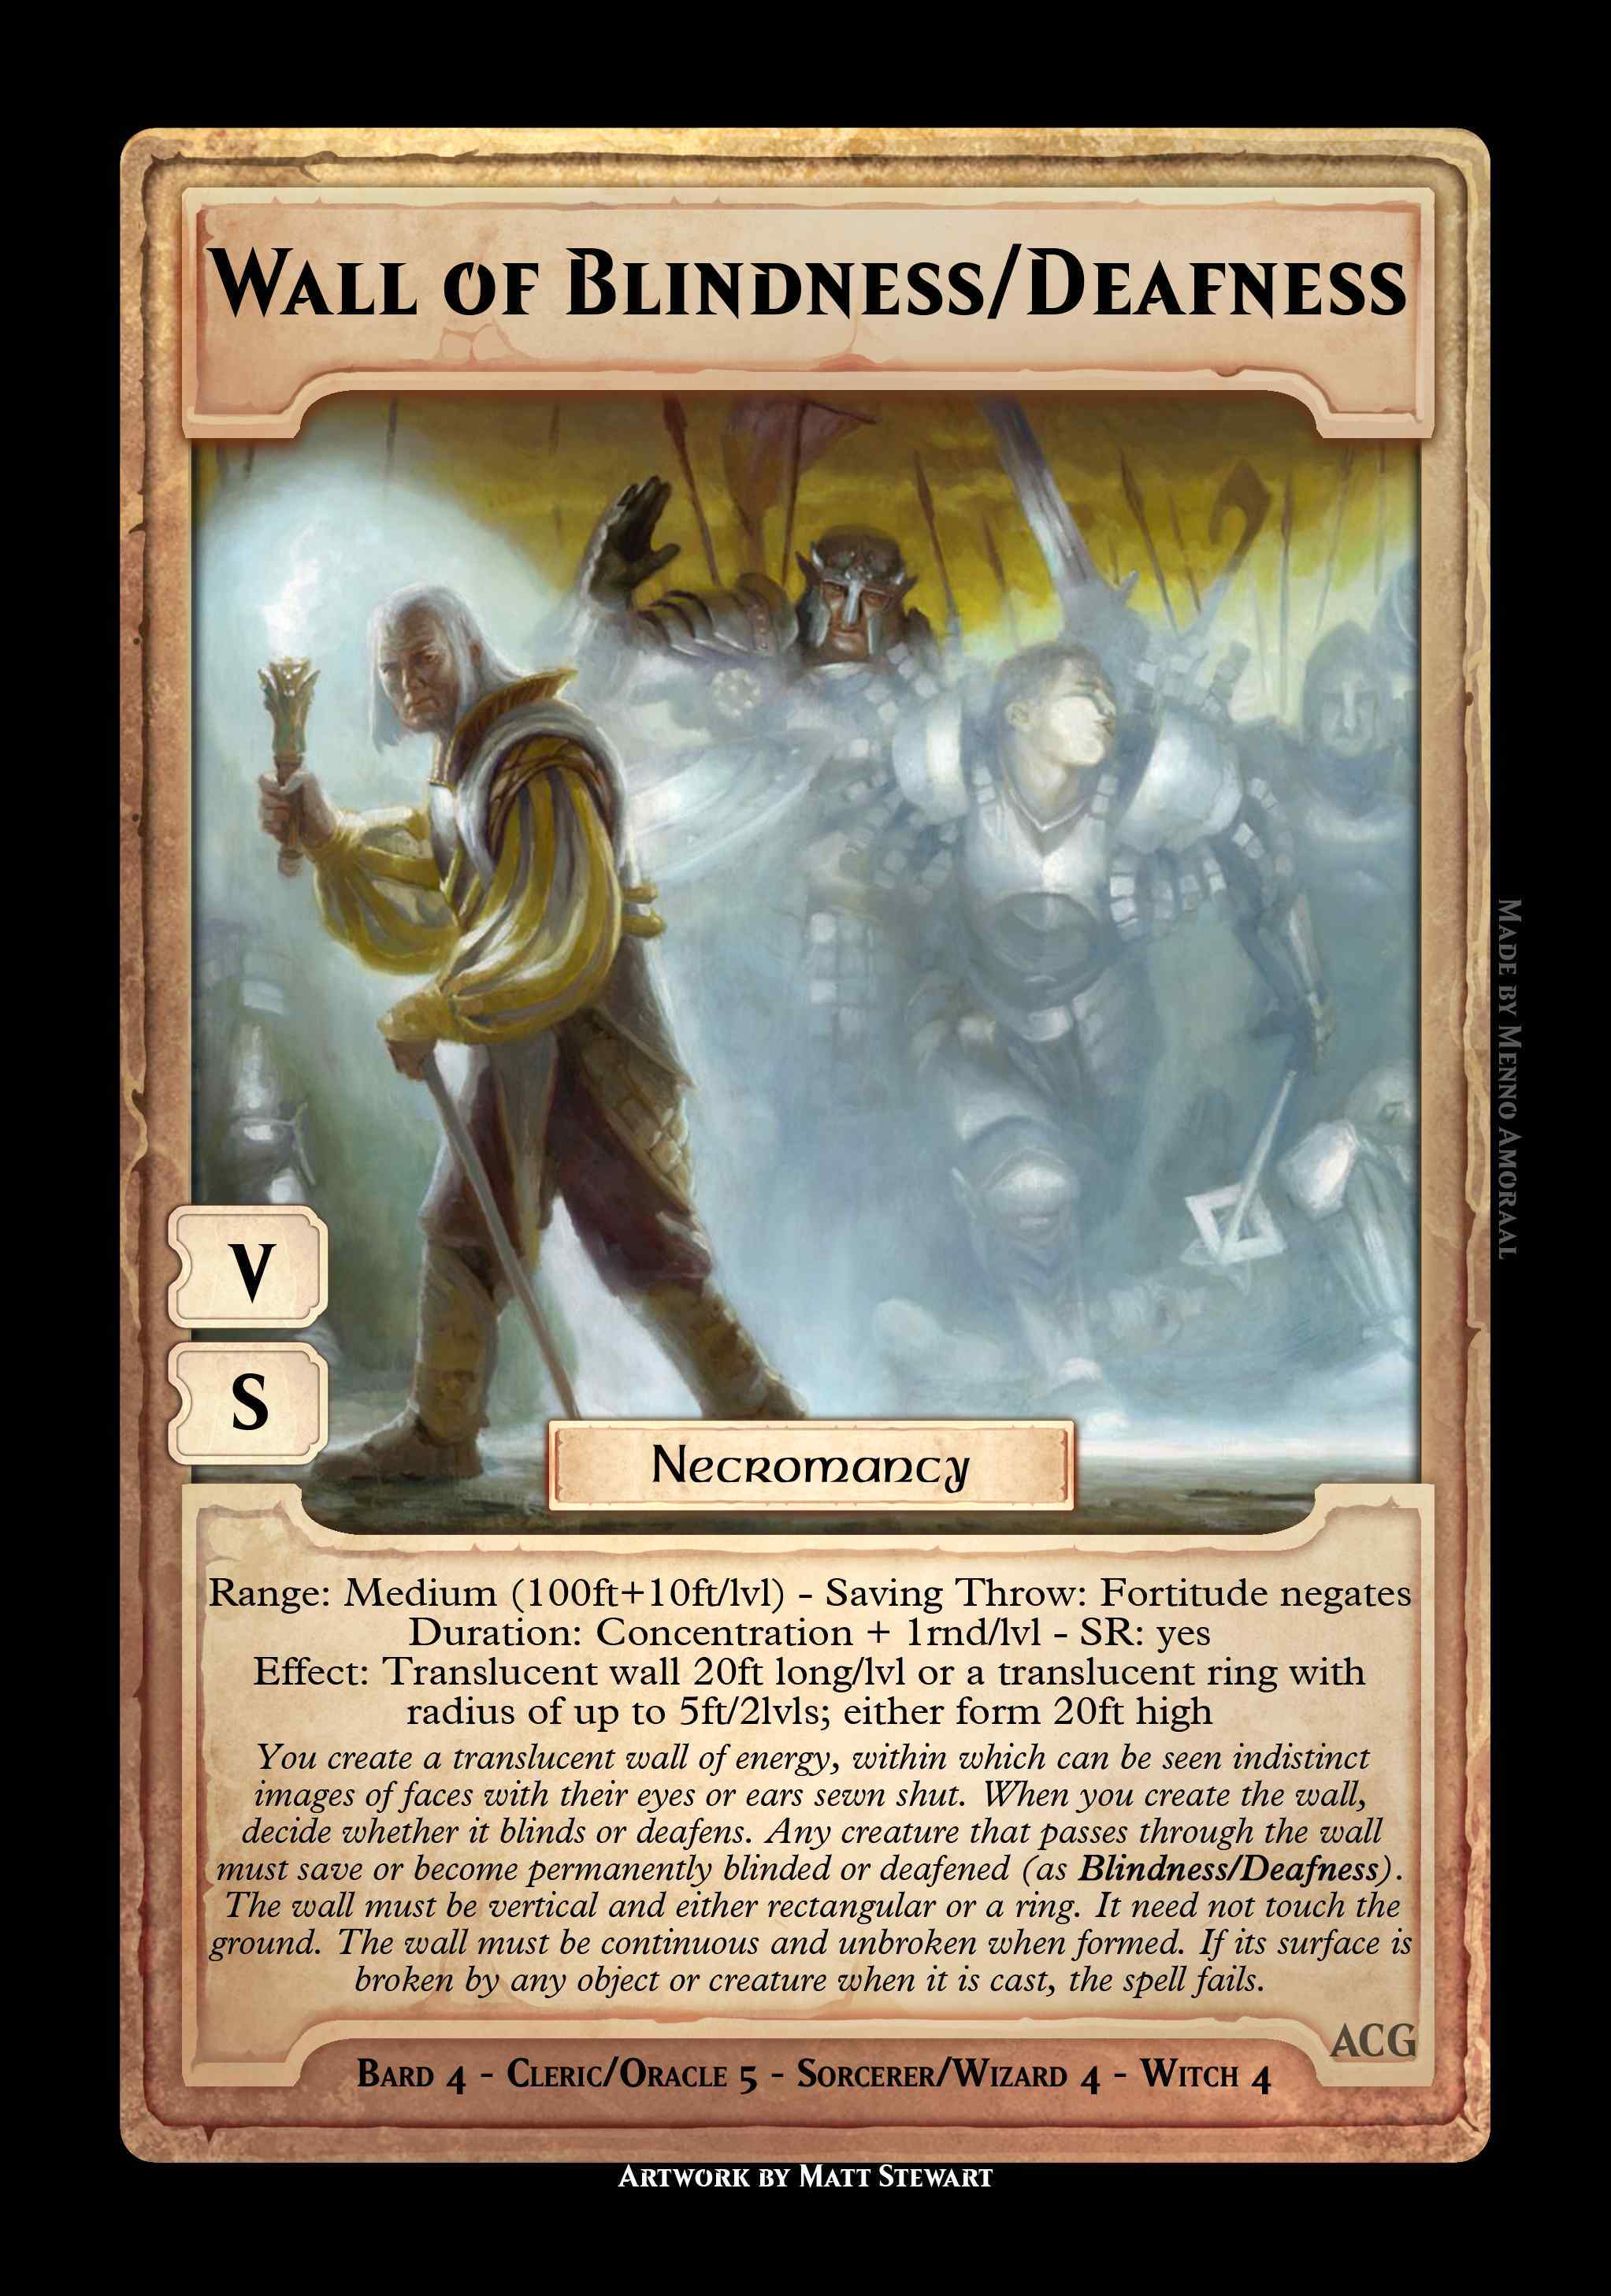 Wall of Blindness/Deafness
V
S
Necromancy
Range: Medium (100ft+10ft/lvl) - Saving Throw: Fortitude negates
Duration: Concentration + 1rnd/lvl - SR: yes
Effect: Translucent wall 20ft long/lvl or a translucent ring with
radius of up to 5ft/2lvls; either form 20ft high
You create a translucent wall of energy, within which can be seen indistinct
images of faces with their eyes or ears sewn shut. When you create the wall,
decide whether it blinds or deafens. Any creature that passes through the wall
must save or become permanently blinded or deafened (as Blindness/Deafness).
The wall must be vertical and either rectangular or a ring. It need not touch the
ground. The wall must be continuous and unbroken when formed. If its surface is
broken by any object or creature when it is cast, the spell fails.
ACG
Bard 4 - Cleric/Oracle 5 - Sorcerer/Wizard 4 - Witch 4
Artwork by Matt Stewart
Made by Menno Amoraal